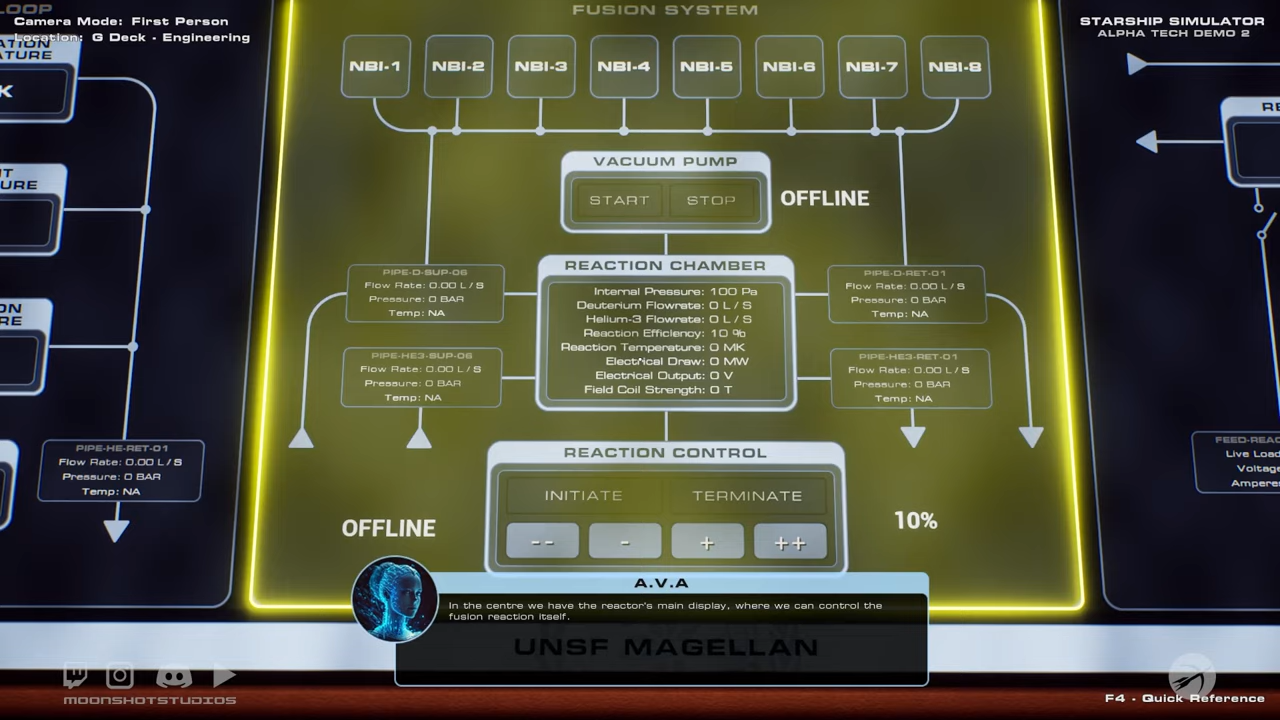 LOOP
Camera Mode: First Person
Location: G Deck - Engineering
FUSION SYSTEM
STARSHIP SIMULATOR
ALPHA TECH DEMO 2
K
NBI-1
NBI-2
NBI-3
NBI-4
NBI-5
NBI-6
NBI-7
NBI-8
VACUUM PUMP
START
STOP
OFFLINE
REACTION CHAMBER
Internal Pressure: 100 Pa
Deuterium Flowrate: 0 L / S
Helium-3 Flowrate: 0 L / S
Reaction Efficiency: 10 %
Reaction Temperature: 0 MK
Electrical Draw: 0 MW
Electrical Output: 0 V
Field Coil Strength: 0 T
PIPE-D-SUP-06
Flow Rate: 0.00 L / S
Pressure: 0 BAR
Temp: NA
PIPE-D-RET-01
Flow Rate: 0.00 L / S
Pressure: 0 BAR
Temp: NA
PIPE-HE3-SUP-06
Flow Rate: 0.00 L / S
Pressure: 0 BAR
Temp: NA
PIPE-HE3-RET-01
Flow Rate: 0.00 L / S
Pressure: 0 BAR
Temp: NA
PIPE-HE-RET-01
Flow Rate: 0.00 L / S
Pressure: 0 BAR
Temp: NA
REACTION CONTROL
INITIATE
TERMINATE
--
-
+
++
OFFLINE
10%
FEED-REAC
Live Load
Voltage
Ampere
A.V.A
In the centre we have the reactor's main display, where we can control the
fusion reaction itself.
UNSF MAGELLAN
MOONSHOTSTUDIOS
F4 - Quick Reference